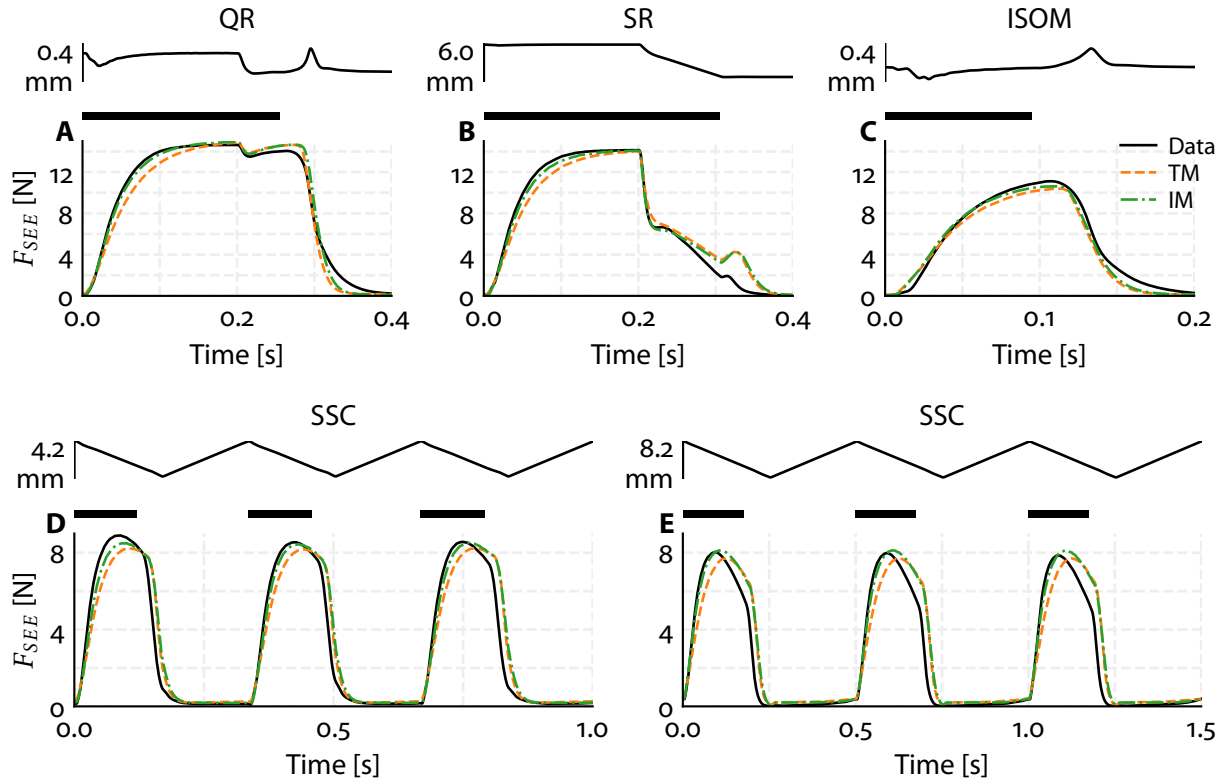 QR SR ISOM
0.4 6.0 0.4
mm mm mm
A B C
Data
TM
IM
F_SEE [N]
12 12 12
8 8 8
4 4 4
0 0 0
0.0 0.2 0.4 0.0 0.2 0.4 0.0 0.1 0.2
Time [s] Time [s] Time [s]
SSC SSC
4.2 8.2
mm mm
D E
F_SEE [N]
8 8
4 4
0 0
0.0 0.5 1.0 0.0 0.5 1.0 1.5
Time [s] Time [s]